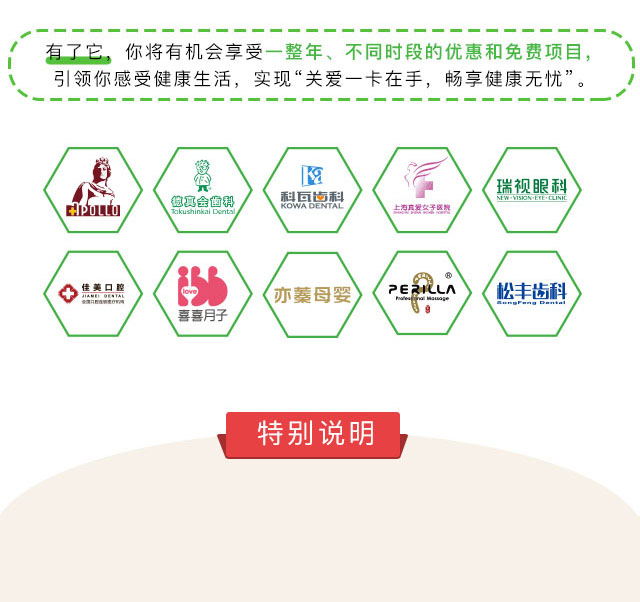 有了它，你将有机会享受一整年、不同时段的优惠和免费项目，
引领你感受健康生活，实现“关爱一卡在手，畅享健康无忧”。
POLLO
德真会齿科
Tokushinkai Dental
Ka
科瓦齿科
KOWA DENTAL
上海真爱女子医院
瑞视眼科
NEW·VISION·EYE·CLINIC
佳美口腔
JIAMEI DENTAL
love
喜喜月子
亦蓁母婴
PERILLA ®
Professional Massage
松丰齿科
SongFeng Dental
特别说明